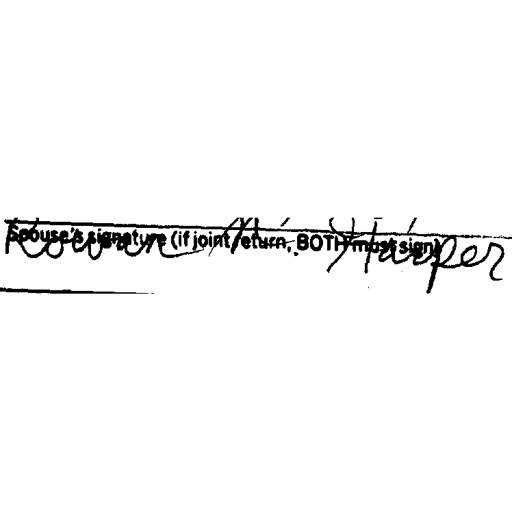 Spouse's signature (if joint return, BOTH must sign)
Rowan M. Harper